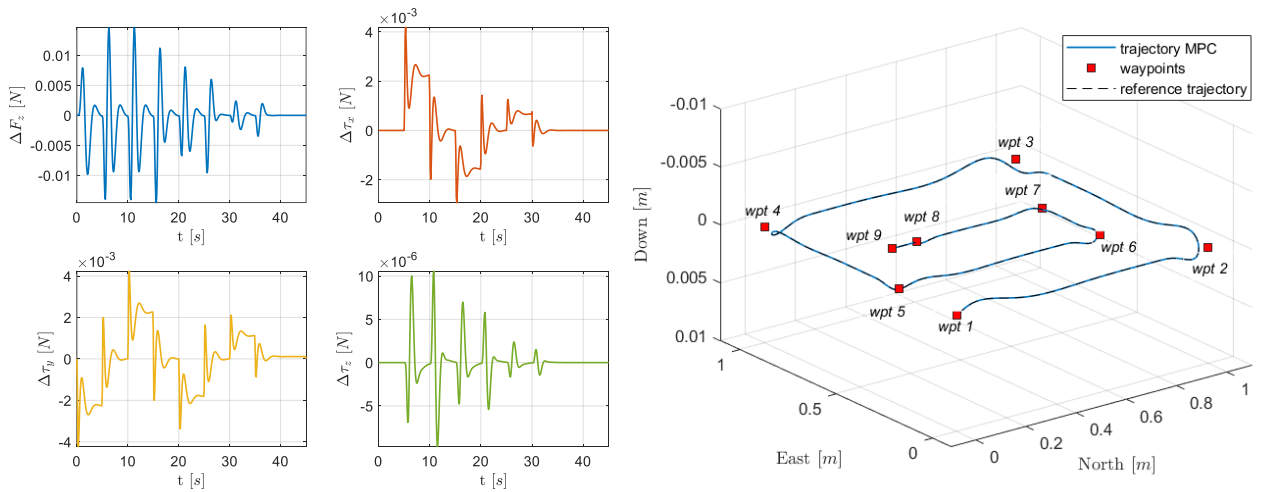 0.01
0.005
0
-0.005
-0.01
ΔF_z [N]
0 10 20 30 40
t [s]
×10⁻³
4
2
0
-2
Δτ_x [N]
0 10 20 30 40
t [s]
×10⁻³
4
2
0
-2
-4
Δτ_y [N]
0 10 20 30 40
t [s]
×10⁻⁶
10
5
0
-5
Δτ_z [N]
0 10 20 30 40
t [s]
trajectory MPC
waypoints
reference trajectory
-0.01
-0.005
0
0.005
0.01
Down [m]
wpt 3
wpt 7
wpt 4
wpt 8
wpt 9
wpt 6
wpt 2
wpt 5
wpt 1
1
0.5
0
East [m]
0
0.2
0.4
0.6
0.8
1
North [m]